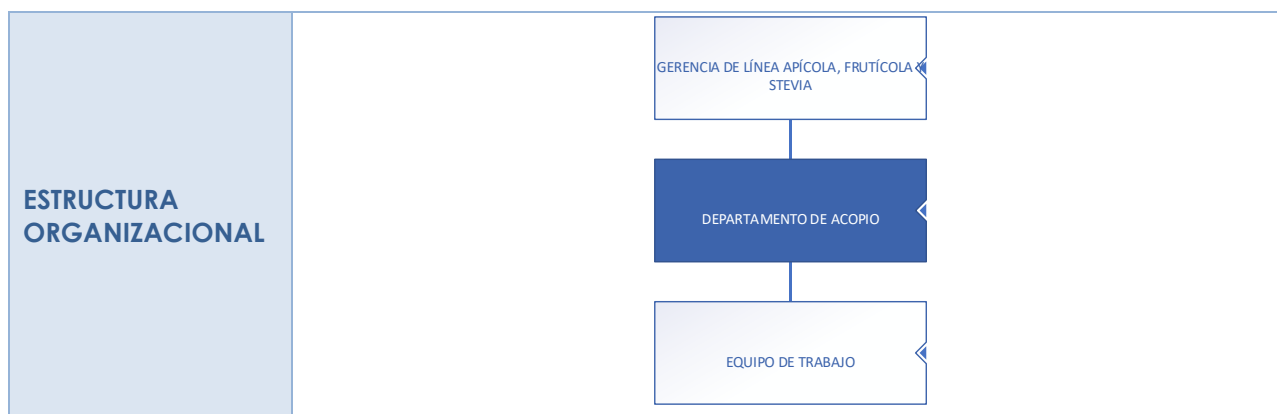 ESTRUCTURA
ORGANIZACIONAL
GERENCIA DE LÍNEA APÍCOLA, FRUTÍCOLA Y
STEVIA
DEPARTAMENTO DE ACOPIO
EQUIPO DE TRABAJO